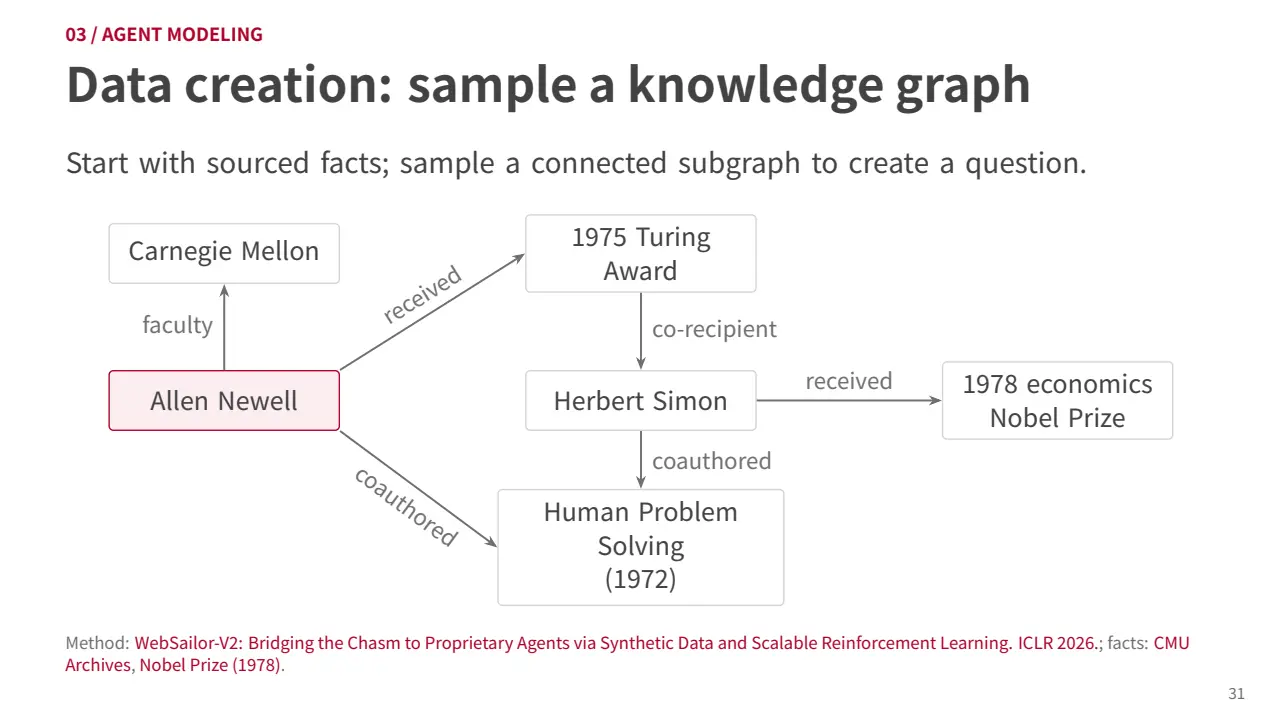 03 / AGENT MODELING
Data creation: sample a knowledge graph
Start with sourced facts; sample a connected subgraph to create a question.
Carnegie Mellon
1975 Turing
Award
received
faculty
co-recipient
Allen Newell
Herbert Simon
received
1978 economics
Nobel Prize
coauthored
coauthored
Human Problem
Solving
(1972)
Method: WebSailor-V2: Bridging the Chasm to Proprietary Agents via Synthetic Data and Scalable Reinforcement Learning. ICLR 2026.; facts: CMU
Archives, Nobel Prize (1978).
31